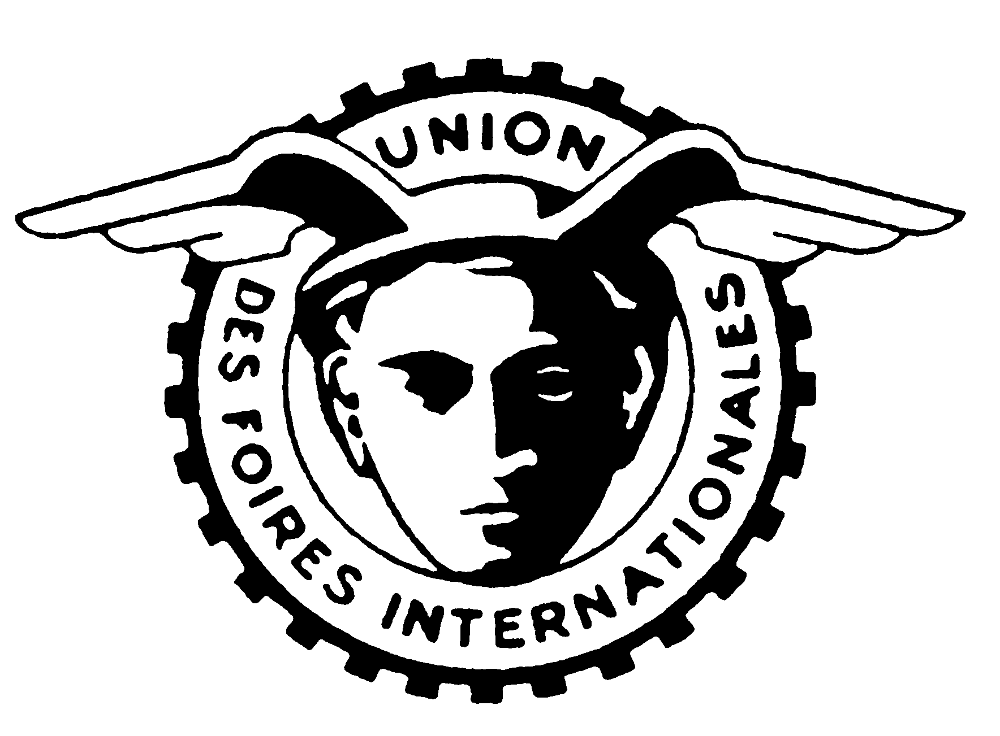 UNION
DES FOIRES INTERNATIONALES